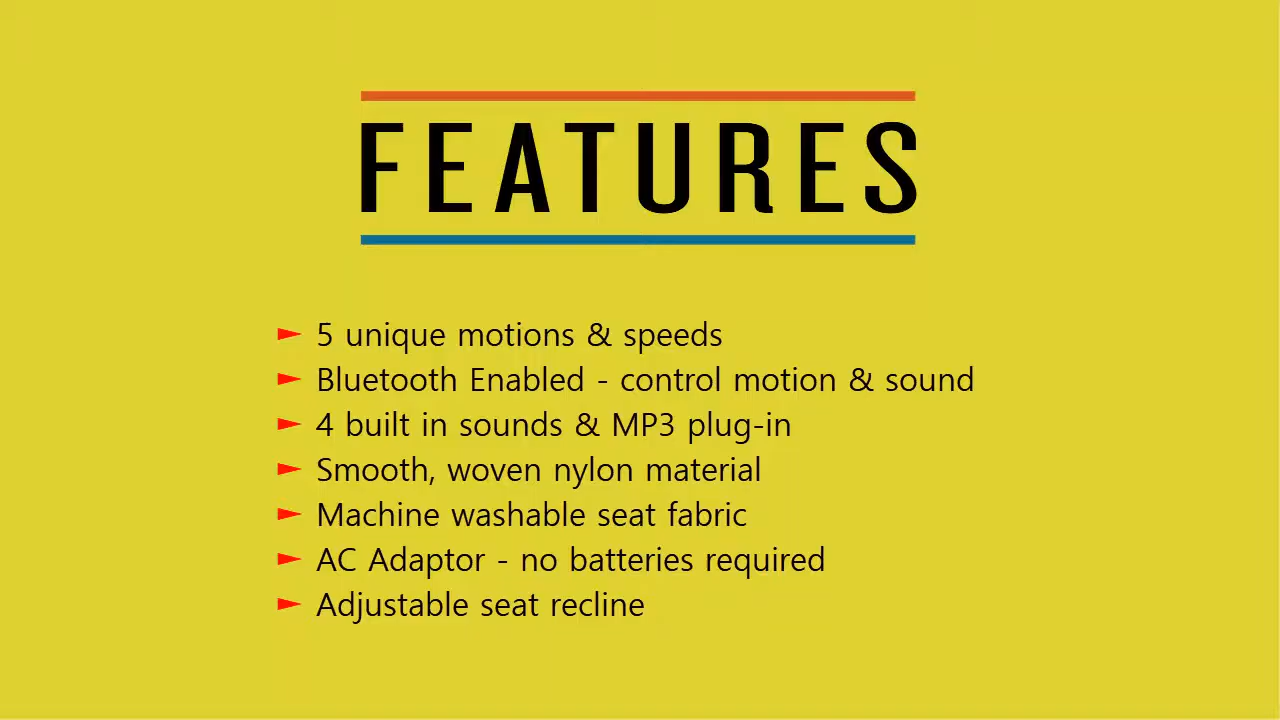 FEATURES
► 5 unique motions & speeds
► Bluetooth Enabled - control motion & sound
► 4 built in sounds & MP3 plug-in
► Smooth, woven nylon material
► Machine washable seat fabric
► AC Adaptor - no batteries required
► Adjustable seat recline